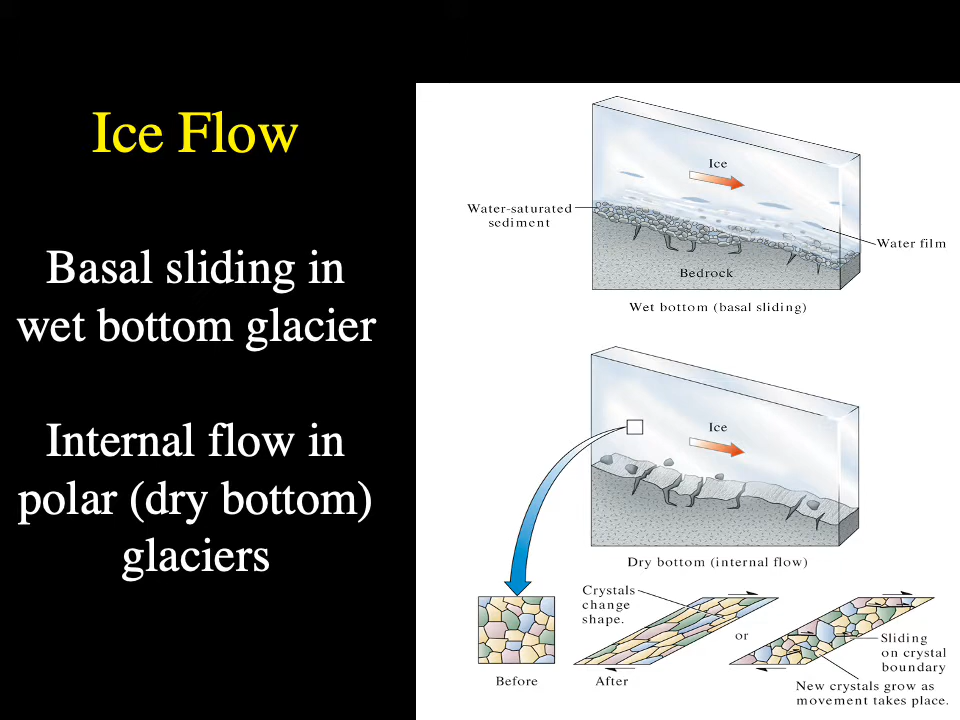 Ice Flow
Basal sliding in
wet bottom glacier
Internal flow in
polar (dry bottom)
glaciers
Ice
Water-saturated
sediment
Water film
Bedrock
Wet bottom (basal sliding)
Ice
Dry bottom (internal flow)
Crystals
change
shape.
or
Sliding
on crystal
boundary
Before
After
New crystals grow as
movement takes place.